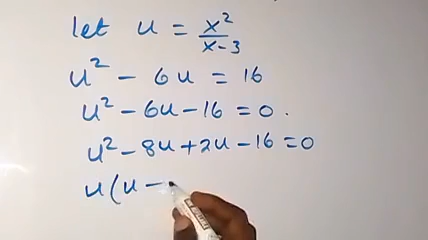 let u = x²/(x-3)
u² - 6u = 16
u² - 6u - 16 = 0.
u² - 8u + 2u - 16 = 0
u(u -